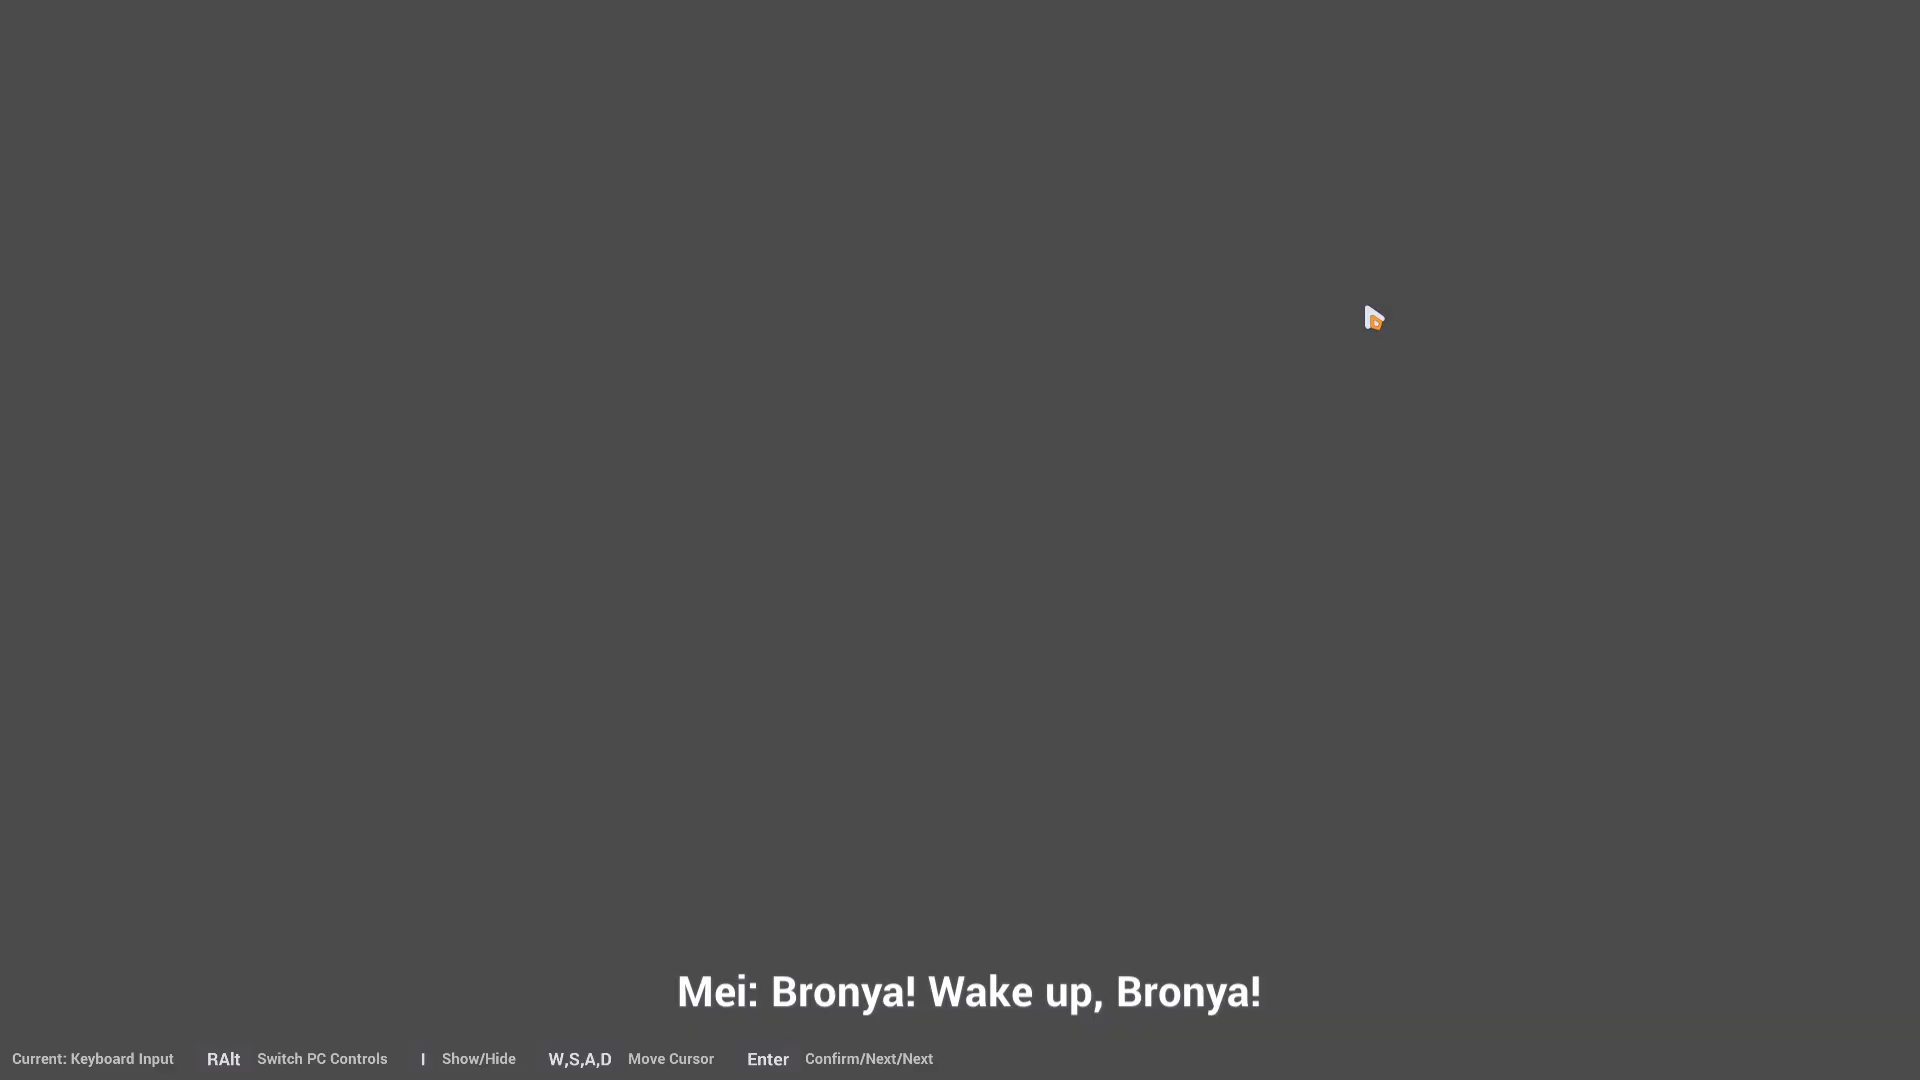 Mei: Bronya! Wake up, Bronya!
Current: Keyboard Input RAlt Switch PC Controls I Show/Hide W,S,A,D Move Cursor Enter Confirm/Next/Next